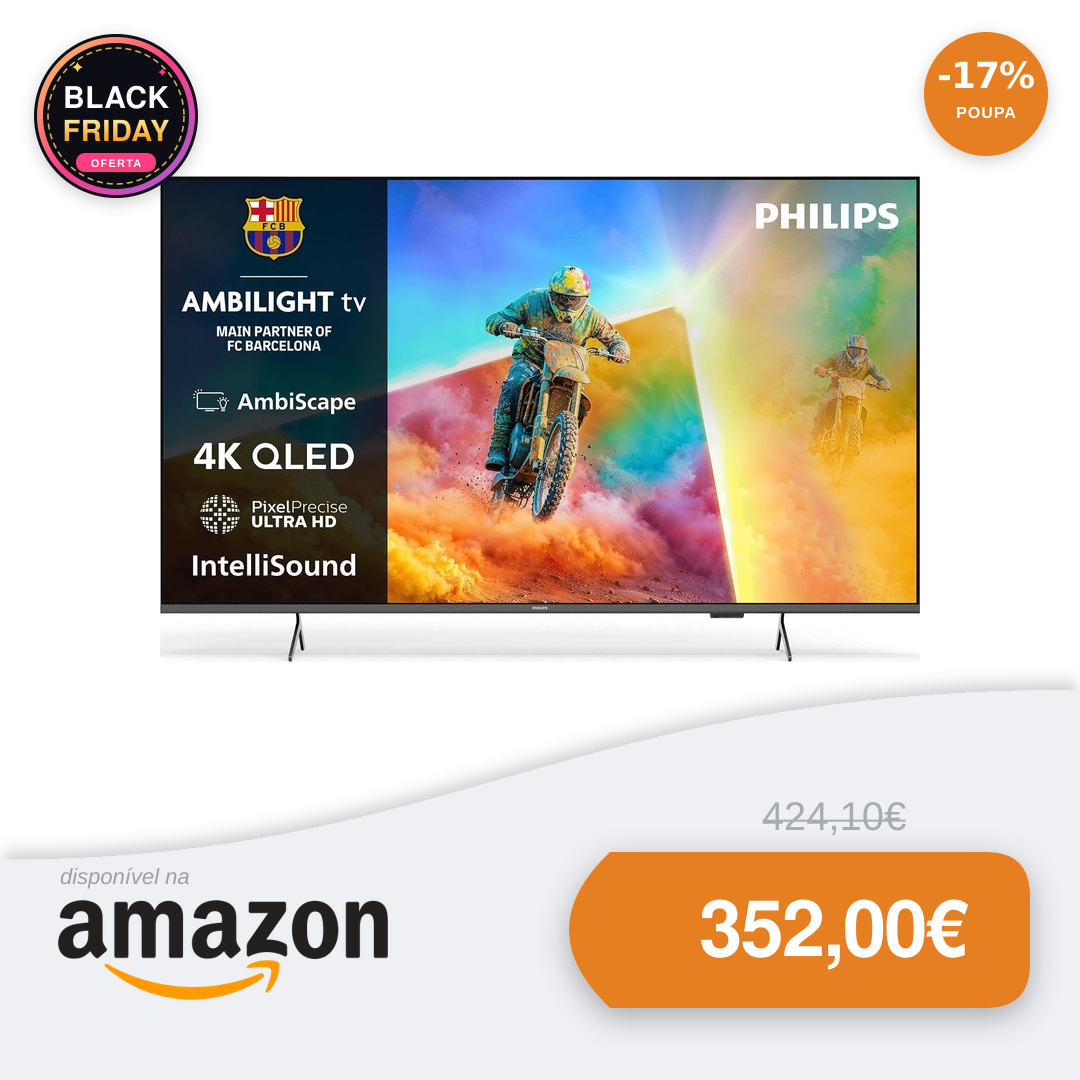 BLACK
FRIDAY
OFERTA
-17%
POUPA
FCB
PHILIPS
AMBILIGHT tv
MAIN PARTNER OF
FC BARCELONA
AmbiScape
4K QLED
PixelPrecise
ULTRA HD
IntelliSound
PHILIPS
424,10€
disponível na
amazon
352,00€